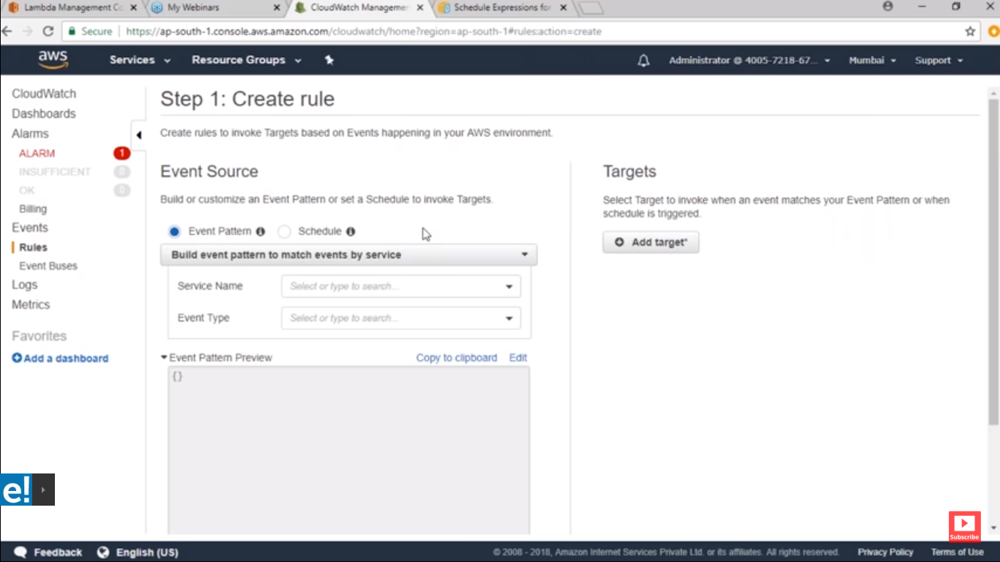 Lambda Management Co
My Webinars
CloudWatch Managemen
Schedule Expressions for
Secure
https://ap-south-1.console.aws.amazon.com/cloudwatch/home?region=ap-south-1#rules:action=create
aws
Services
Resource Groups
Administrator @ 4005-7218-67...
Mumbai
Support
CloudWatch
Dashboards
Alarms
ALARM 1
INSUFFICIENT 0
OK 0
Billing
Events
Rules
Event Buses
Logs
Metrics
Favorites
Add a dashboard
Step 1: Create rule
Create rules to invoke Targets based on Events happening in your AWS environment.
Event Source
Build or customize an Event Pattern or set a Schedule to invoke Targets.
Event Pattern
Schedule
Build event pattern to match events by service
Service Name
Select or type to search...
Event Type
Select or type to search...
Event Pattern Preview
Copy to clipboard
Edit
{}
Targets
Select Target to invoke when an event matches your Event Pattern or when
schedule is triggered.
Add target*
e!
Subscribe
Feedback
English (US)
© 2008 - 2018, Amazon Internet Services Private Ltd. or its affiliates. All rights reserved.
Privacy Policy
Terms of Use